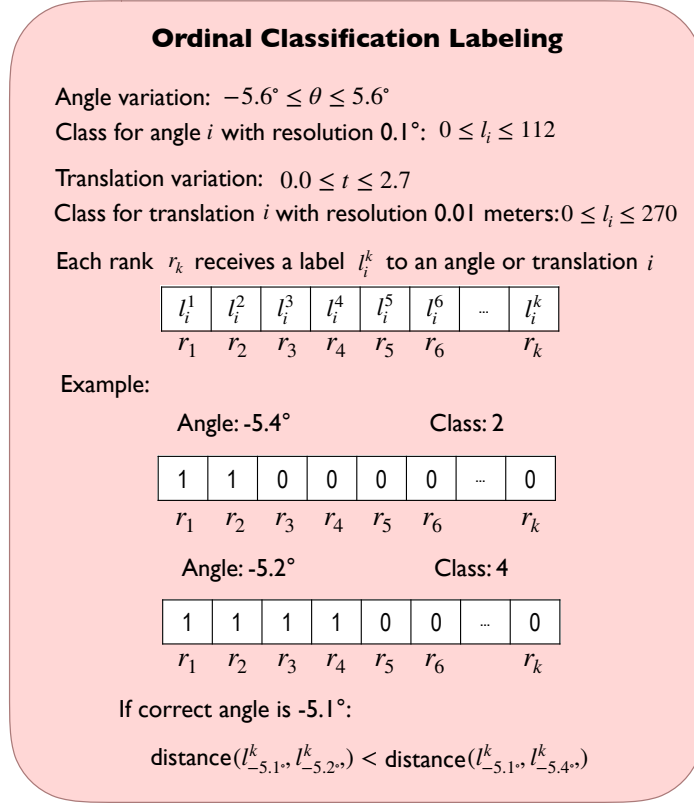 Ordinal Classification Labeling
Angle variation: −5.6° ≤ θ ≤ 5.6°
Class for angle i with resolution 0.1°: 0 ≤ l_i ≤ 112
Translation variation: 0.0 ≤ t ≤ 2.7
Class for translation i with resolution 0.01 meters: 0 ≤ l_i ≤ 270
Each rank r_k receives a label l_i^k to an angle or translation i
l_i^1 l_i^2 l_i^3 l_i^4 l_i^5 l_i^6 ... l_i^k
r_1 r_2 r_3 r_4 r_5 r_6 r_k
Example:
Angle: -5.4° Class: 2
1 1 0 0 0 0 ... 0
r_1 r_2 r_3 r_4 r_5 r_6 r_k
Angle: -5.2° Class: 4
1 1 1 1 0 0 ... 0
r_1 r_2 r_3 r_4 r_5 r_6 r_k
If correct angle is -5.1°:
distance(l_{−5.1°}^k, l_{−5.2°}^k,) < distance(l_{−5.1°}^k, l_{−5.4°}^k,)